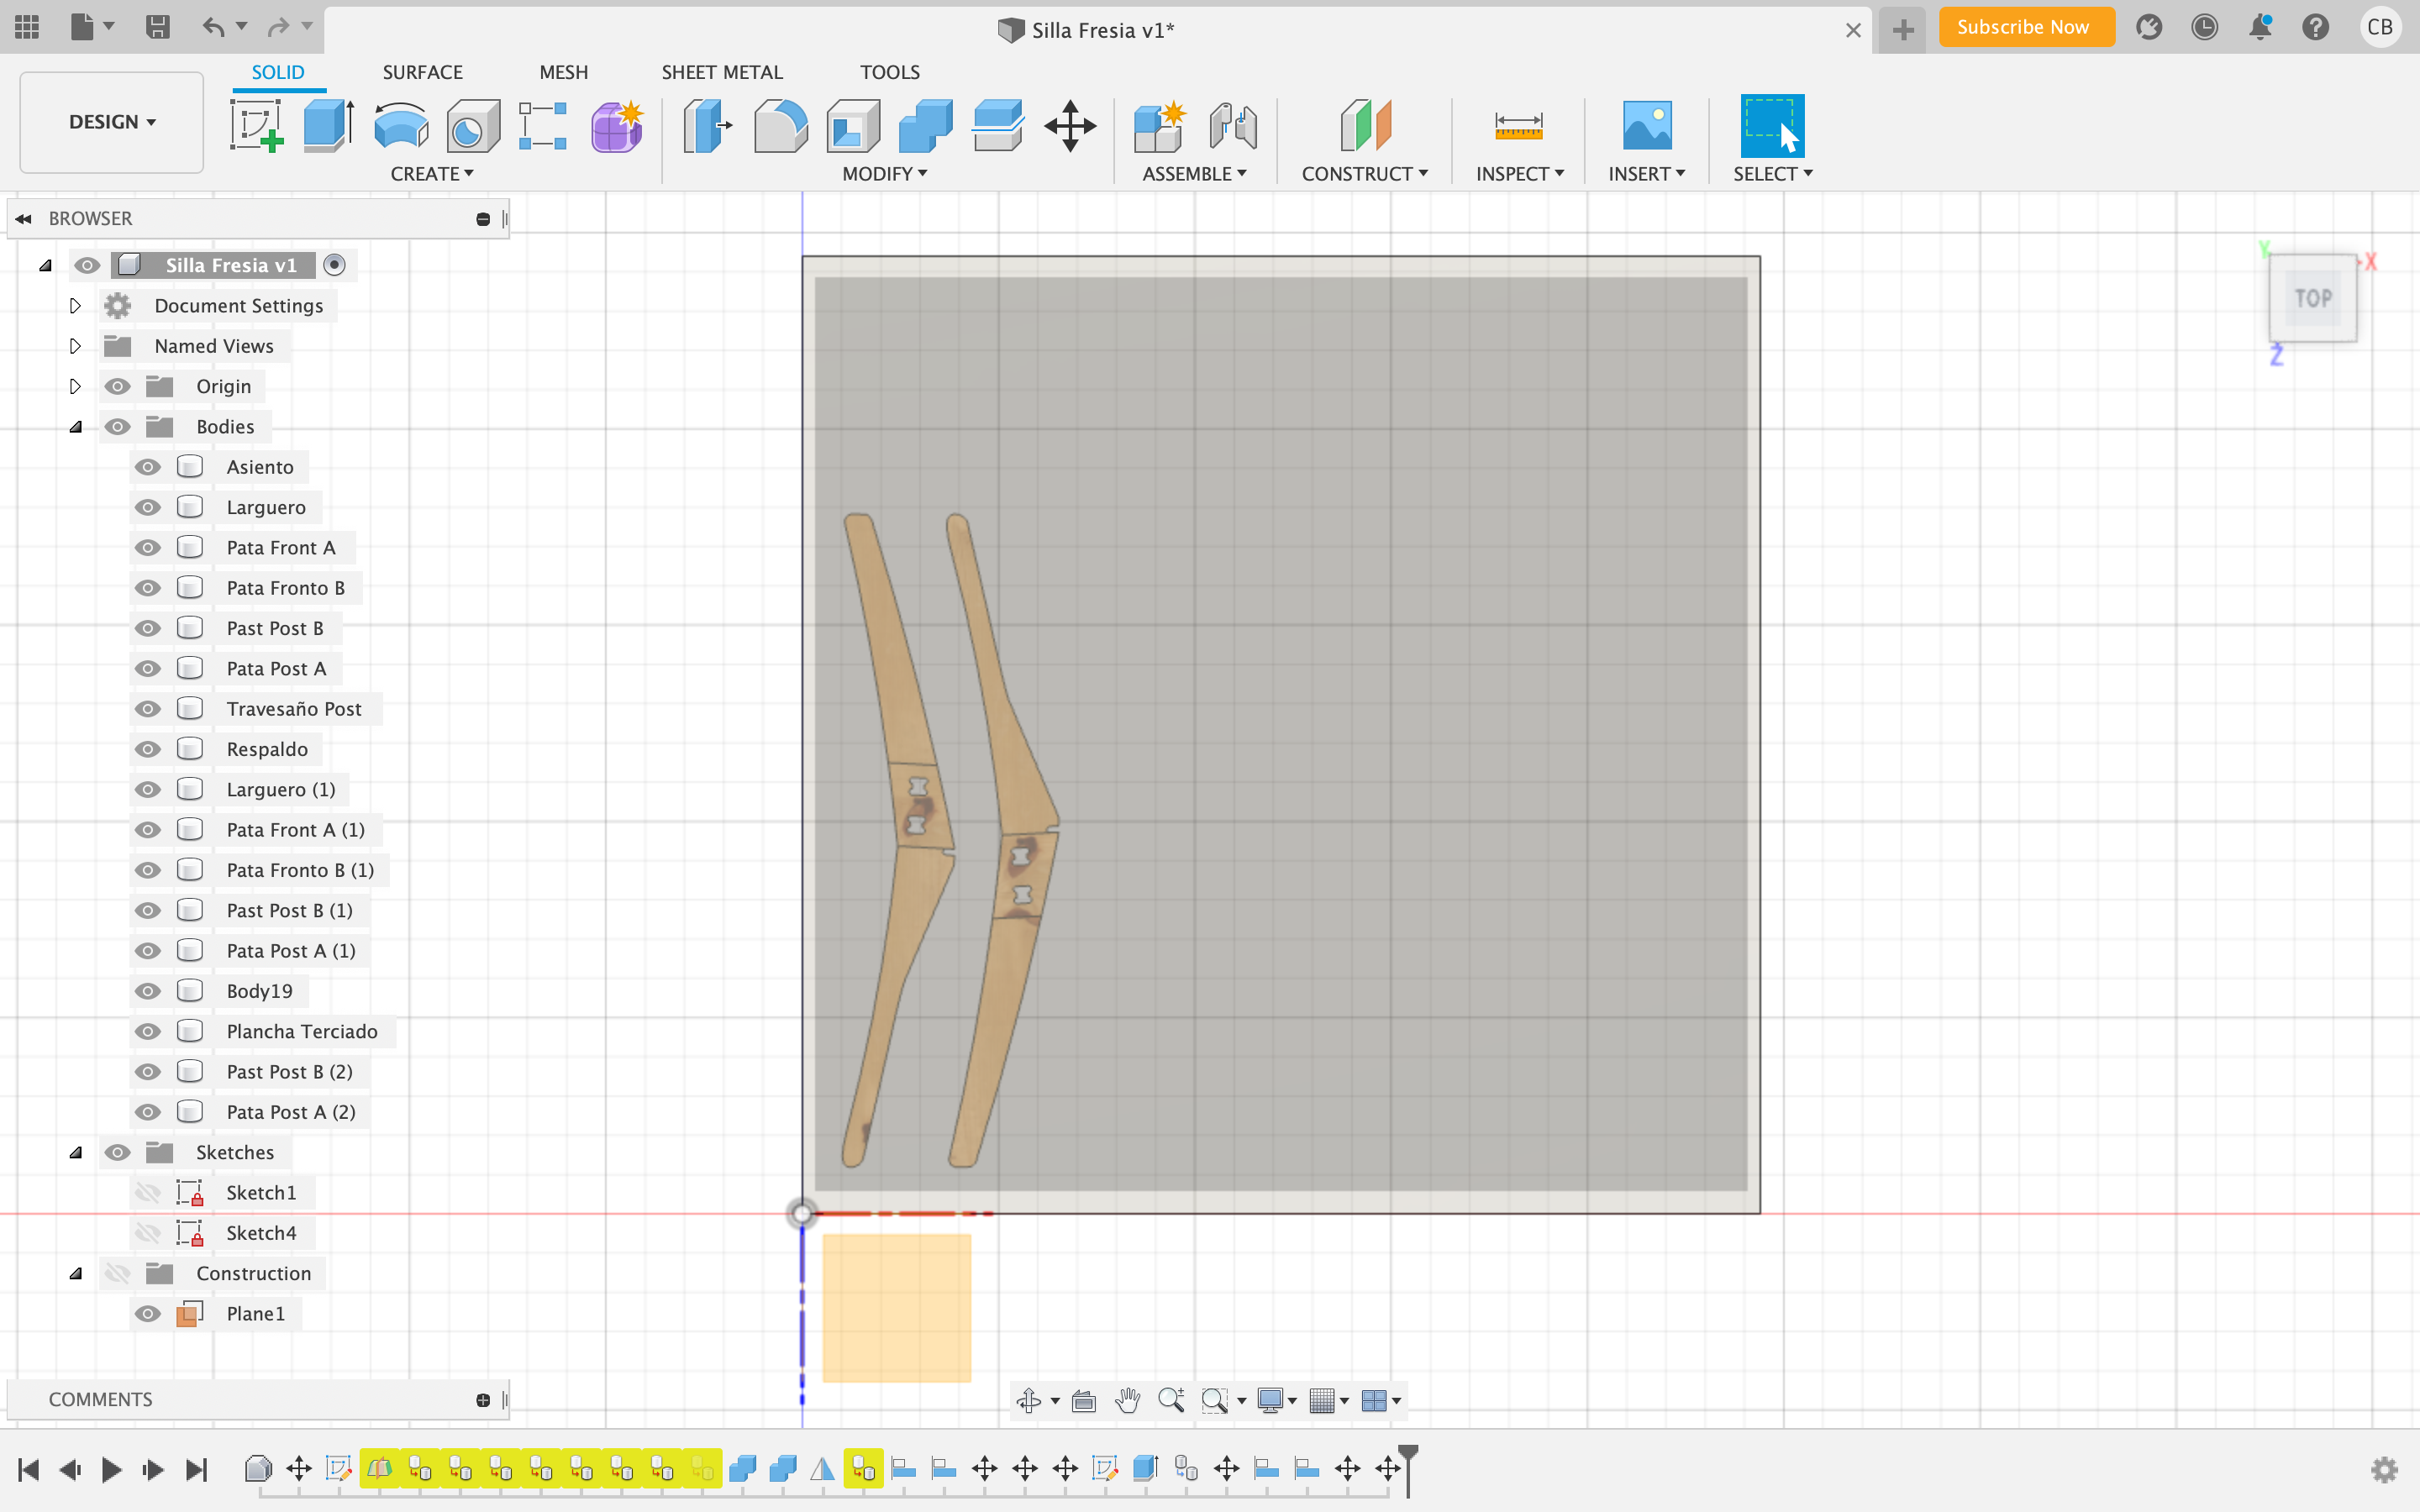 Silla Fresia v1*
Subscribe Now
CB
DESIGN
SOLID
SURFACE
MESH
SHEET METAL
TOOLS
CREATE
MODIFY
ASSEMBLE
CONSTRUCT
INSPECT
INSERT
SELECT
BROWSER
Silla Fresia v1
Document Settings
Named Views
Origin
Bodies
Asiento
Larguero
Pata Front A
Pata Fronto B
Past Post B
Pata Post A
Travesaño Post
Respaldo
Larguero (1)
Pata Front A (1)
Pata Fronto B (1)
Past Post B (1)
Pata Post A (1)
Body19
Plancha Terciado
Past Post B (2)
Pata Post A (2)
Sketches
Sketch1
Sketch4
Construction
Plane1
Y
X
TOP
Z
COMMENTS